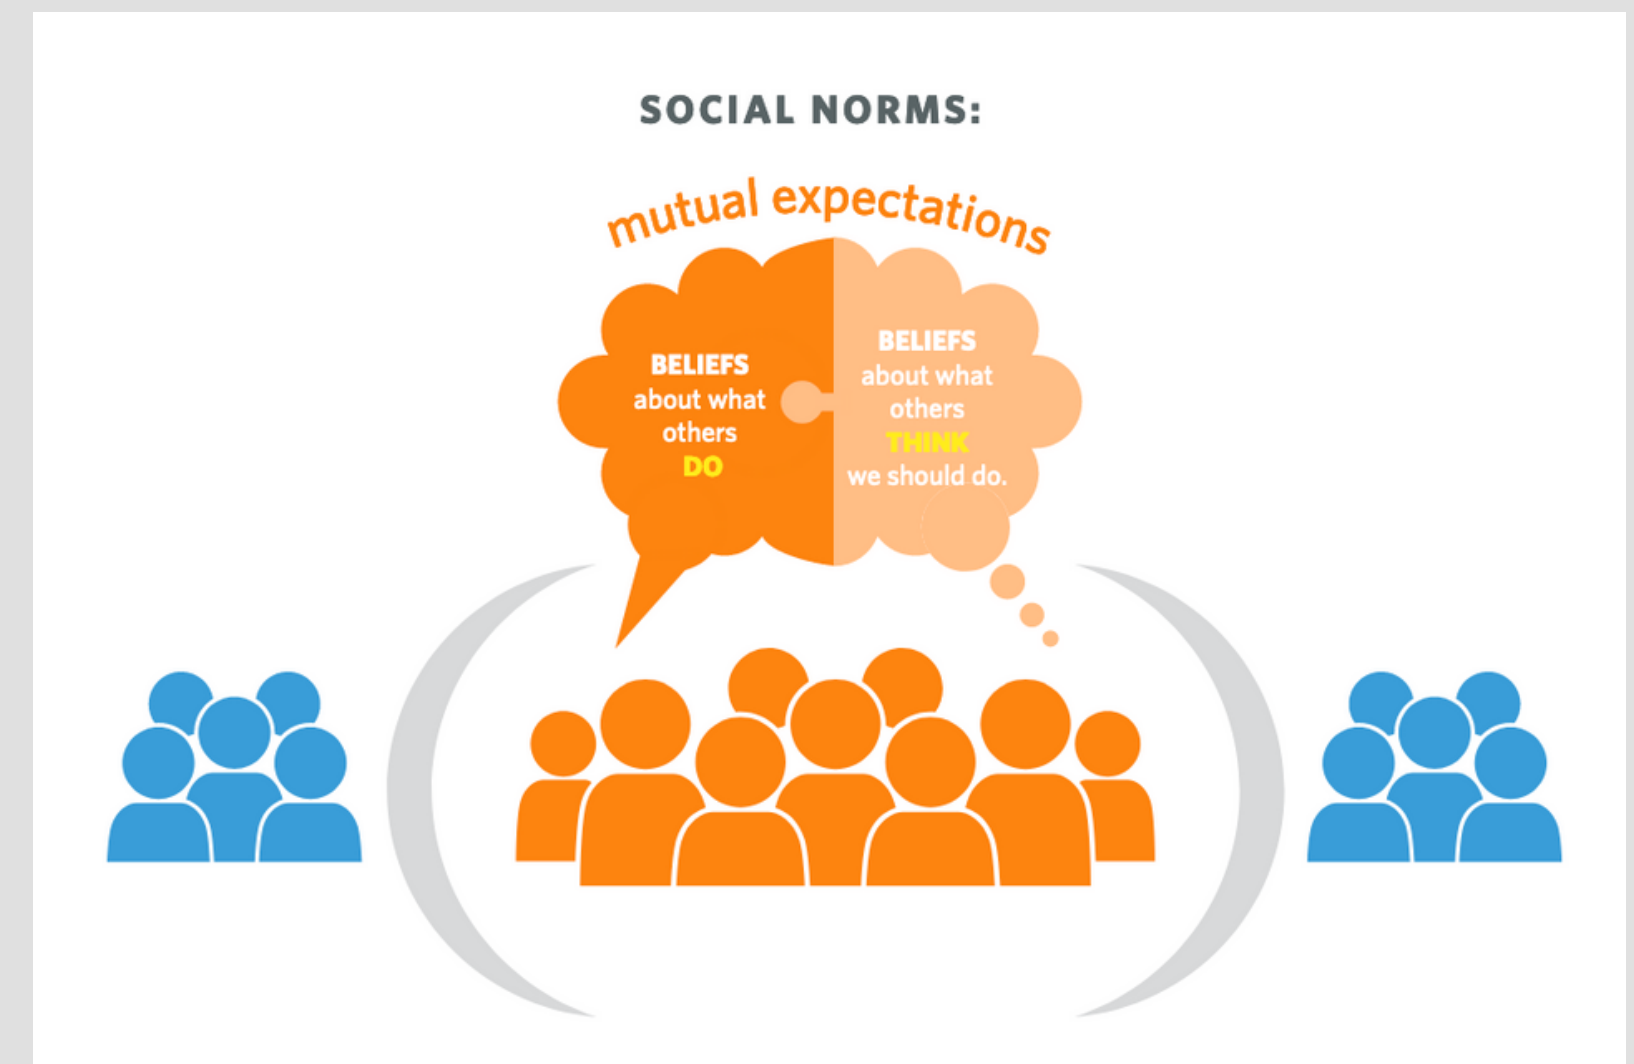 SOCIAL NORMS:
mutual expectations
BELIEFS
about what
others
DO
BELIEFS
about what
others
THINK
we should do.